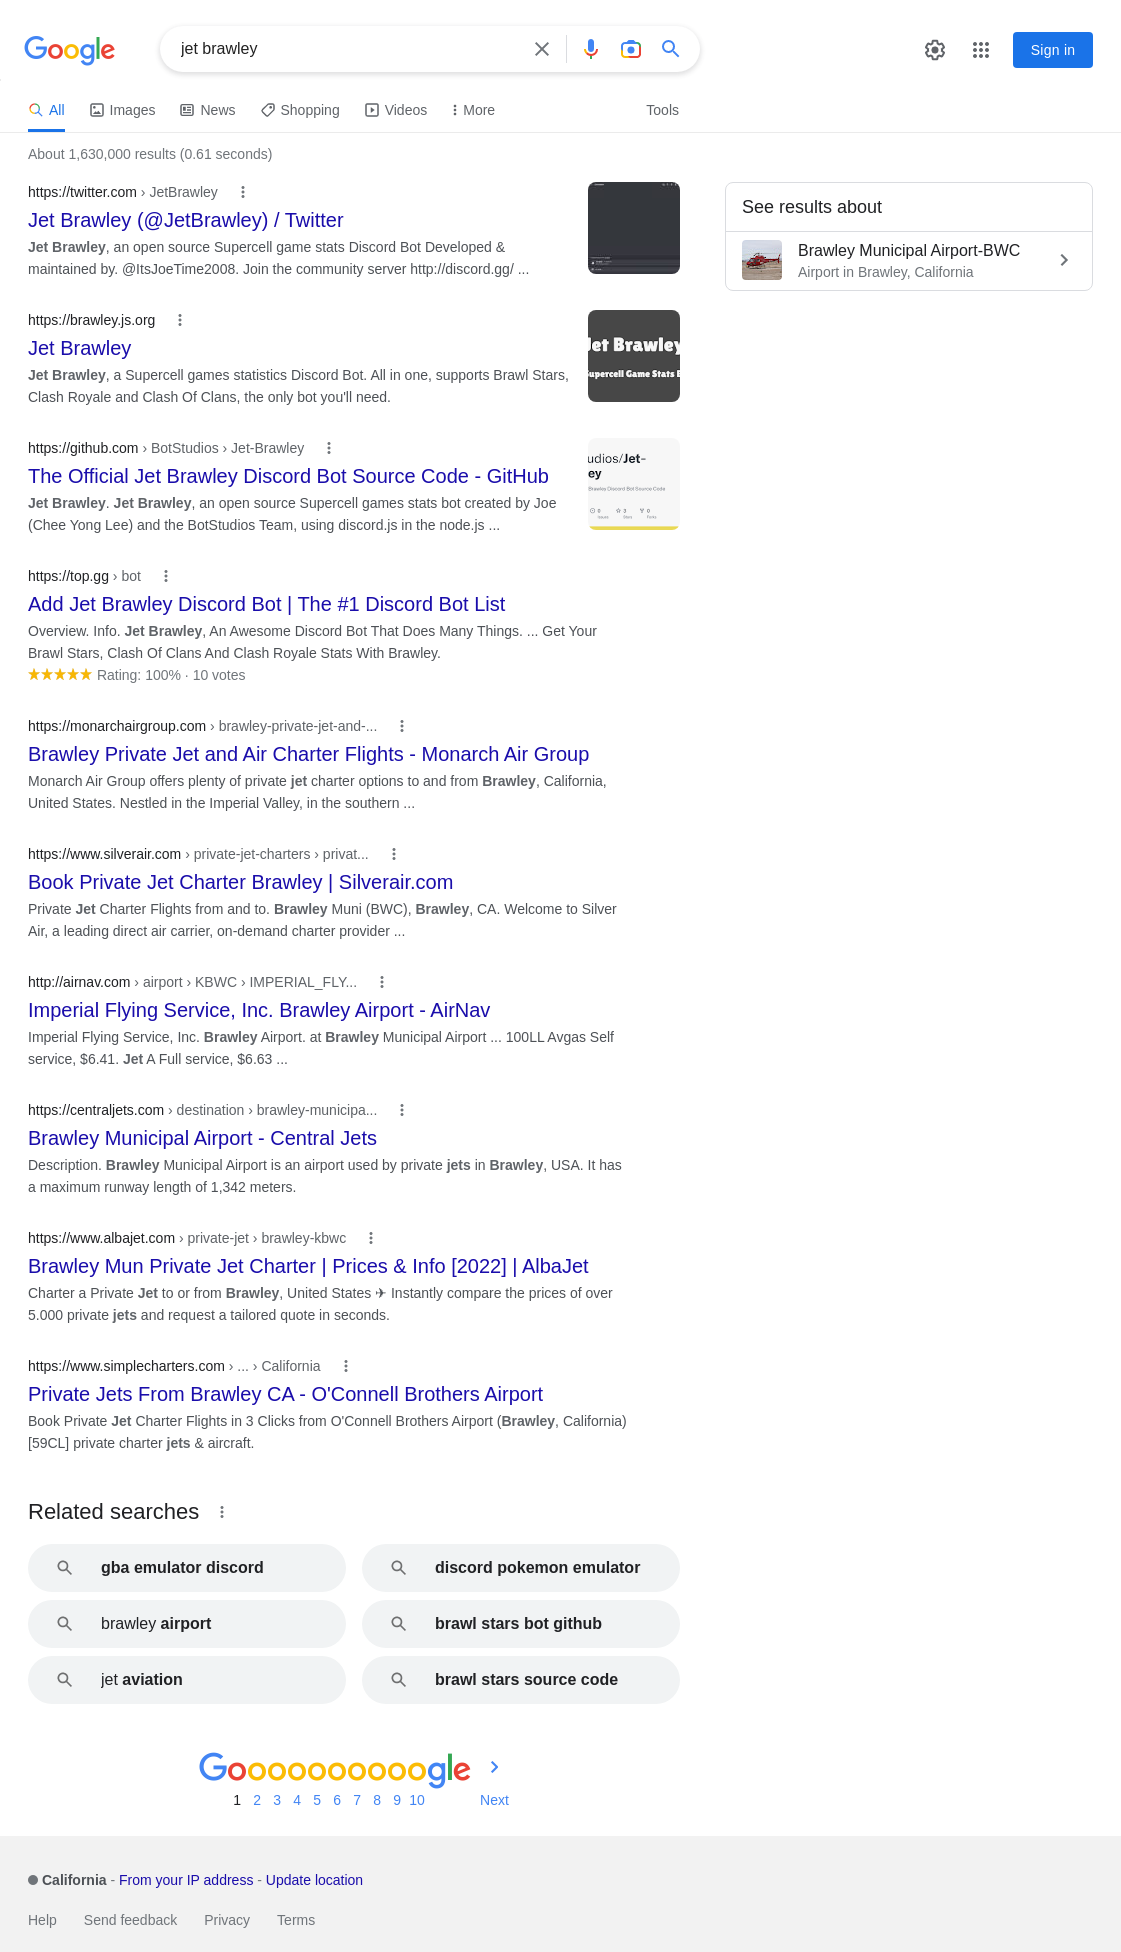 Google
jet brawley
Sign in
All Images News Shopping Videos More Tools
About 1,630,000 results (0.61 seconds)
https://twitter.com › JetBrawley
Jet Brawley (@JetBrawley) / Twitter
Jet Brawley, an open source Supercell game stats Discord Bot Developed &
maintained by. @ItsJoeTime2008. Join the community server http://discord.gg/ ...
See results about
Brawley Municipal Airport-BWC
Airport in Brawley, California
https://brawley.js.org
Jet Brawley
Jet Brawley, a Supercell games statistics Discord Bot. All in one, supports Brawl Stars,
Clash Royale and Clash Of Clans, the only bot you'll need.
Jet Brawley
Supercell Game Stats B
https://github.com › BotStudios › Jet-Brawley
The Official Jet Brawley Discord Bot Source Code - GitHub
Jet Brawley. Jet Brawley, an open source Supercell games stats bot created by Joe
(Chee Yong Lee) and the BotStudios Team, using discord.js in the node.js ...
udios/Jet-
ey
Brawley Discord Bot Source Code
https://top.gg › bot
Add Jet Brawley Discord Bot | The #1 Discord Bot List
Overview. Info. Jet Brawley, An Awesome Discord Bot That Does Many Things. ... Get Your
Brawl Stars, Clash Of Clans And Clash Royale Stats With Brawley.
Rating: 100% · 10 votes
https://monarchairgroup.com › brawley-private-jet-and-...
Brawley Private Jet and Air Charter Flights - Monarch Air Group
Monarch Air Group offers plenty of private jet charter options to and from Brawley, California,
United States. Nestled in the Imperial Valley, in the southern ...
https://www.silverair.com › private-jet-charters › privat...
Book Private Jet Charter Brawley | Silverair.com
Private Jet Charter Flights from and to. Brawley Muni (BWC), Brawley, CA. Welcome to Silver
Air, a leading direct air carrier, on-demand charter provider ...
http://airnav.com › airport › KBWC › IMPERIAL_FLY...
Imperial Flying Service, Inc. Brawley Airport - AirNav
Imperial Flying Service, Inc. Brawley Airport. at Brawley Municipal Airport ... 100LL Avgas Self
service, $6.41. Jet A Full service, $6.63 ...
https://centraljets.com › destination › brawley-municipa...
Brawley Municipal Airport - Central Jets
Description. Brawley Municipal Airport is an airport used by private jets in Brawley, USA. It has
a maximum runway length of 1,342 meters.
https://www.albajet.com › private-jet › brawley-kbwc
Brawley Mun Private Jet Charter | Prices & Info [2022] | AlbaJet
Charter a Private Jet to or from Brawley, United States ✈ Instantly compare the prices of over
5.000 private jets and request a tailored quote in seconds.
https://www.simplecharters.com › ... › California
Private Jets From Brawley CA - O'Connell Brothers Airport
Book Private Jet Charter Flights in 3 Clicks from O'Connell Brothers Airport (Brawley, California)
[59CL] private charter jets & aircraft.
Related searches
gba emulator discord
discord pokemon emulator
brawley airport
brawl stars bot github
jet aviation
brawl stars source code
Goooooooooogle
1 2 3 4 5 6 7 8 9 10 Next
California - From your IP address - Update location
Help Send feedback Privacy Terms